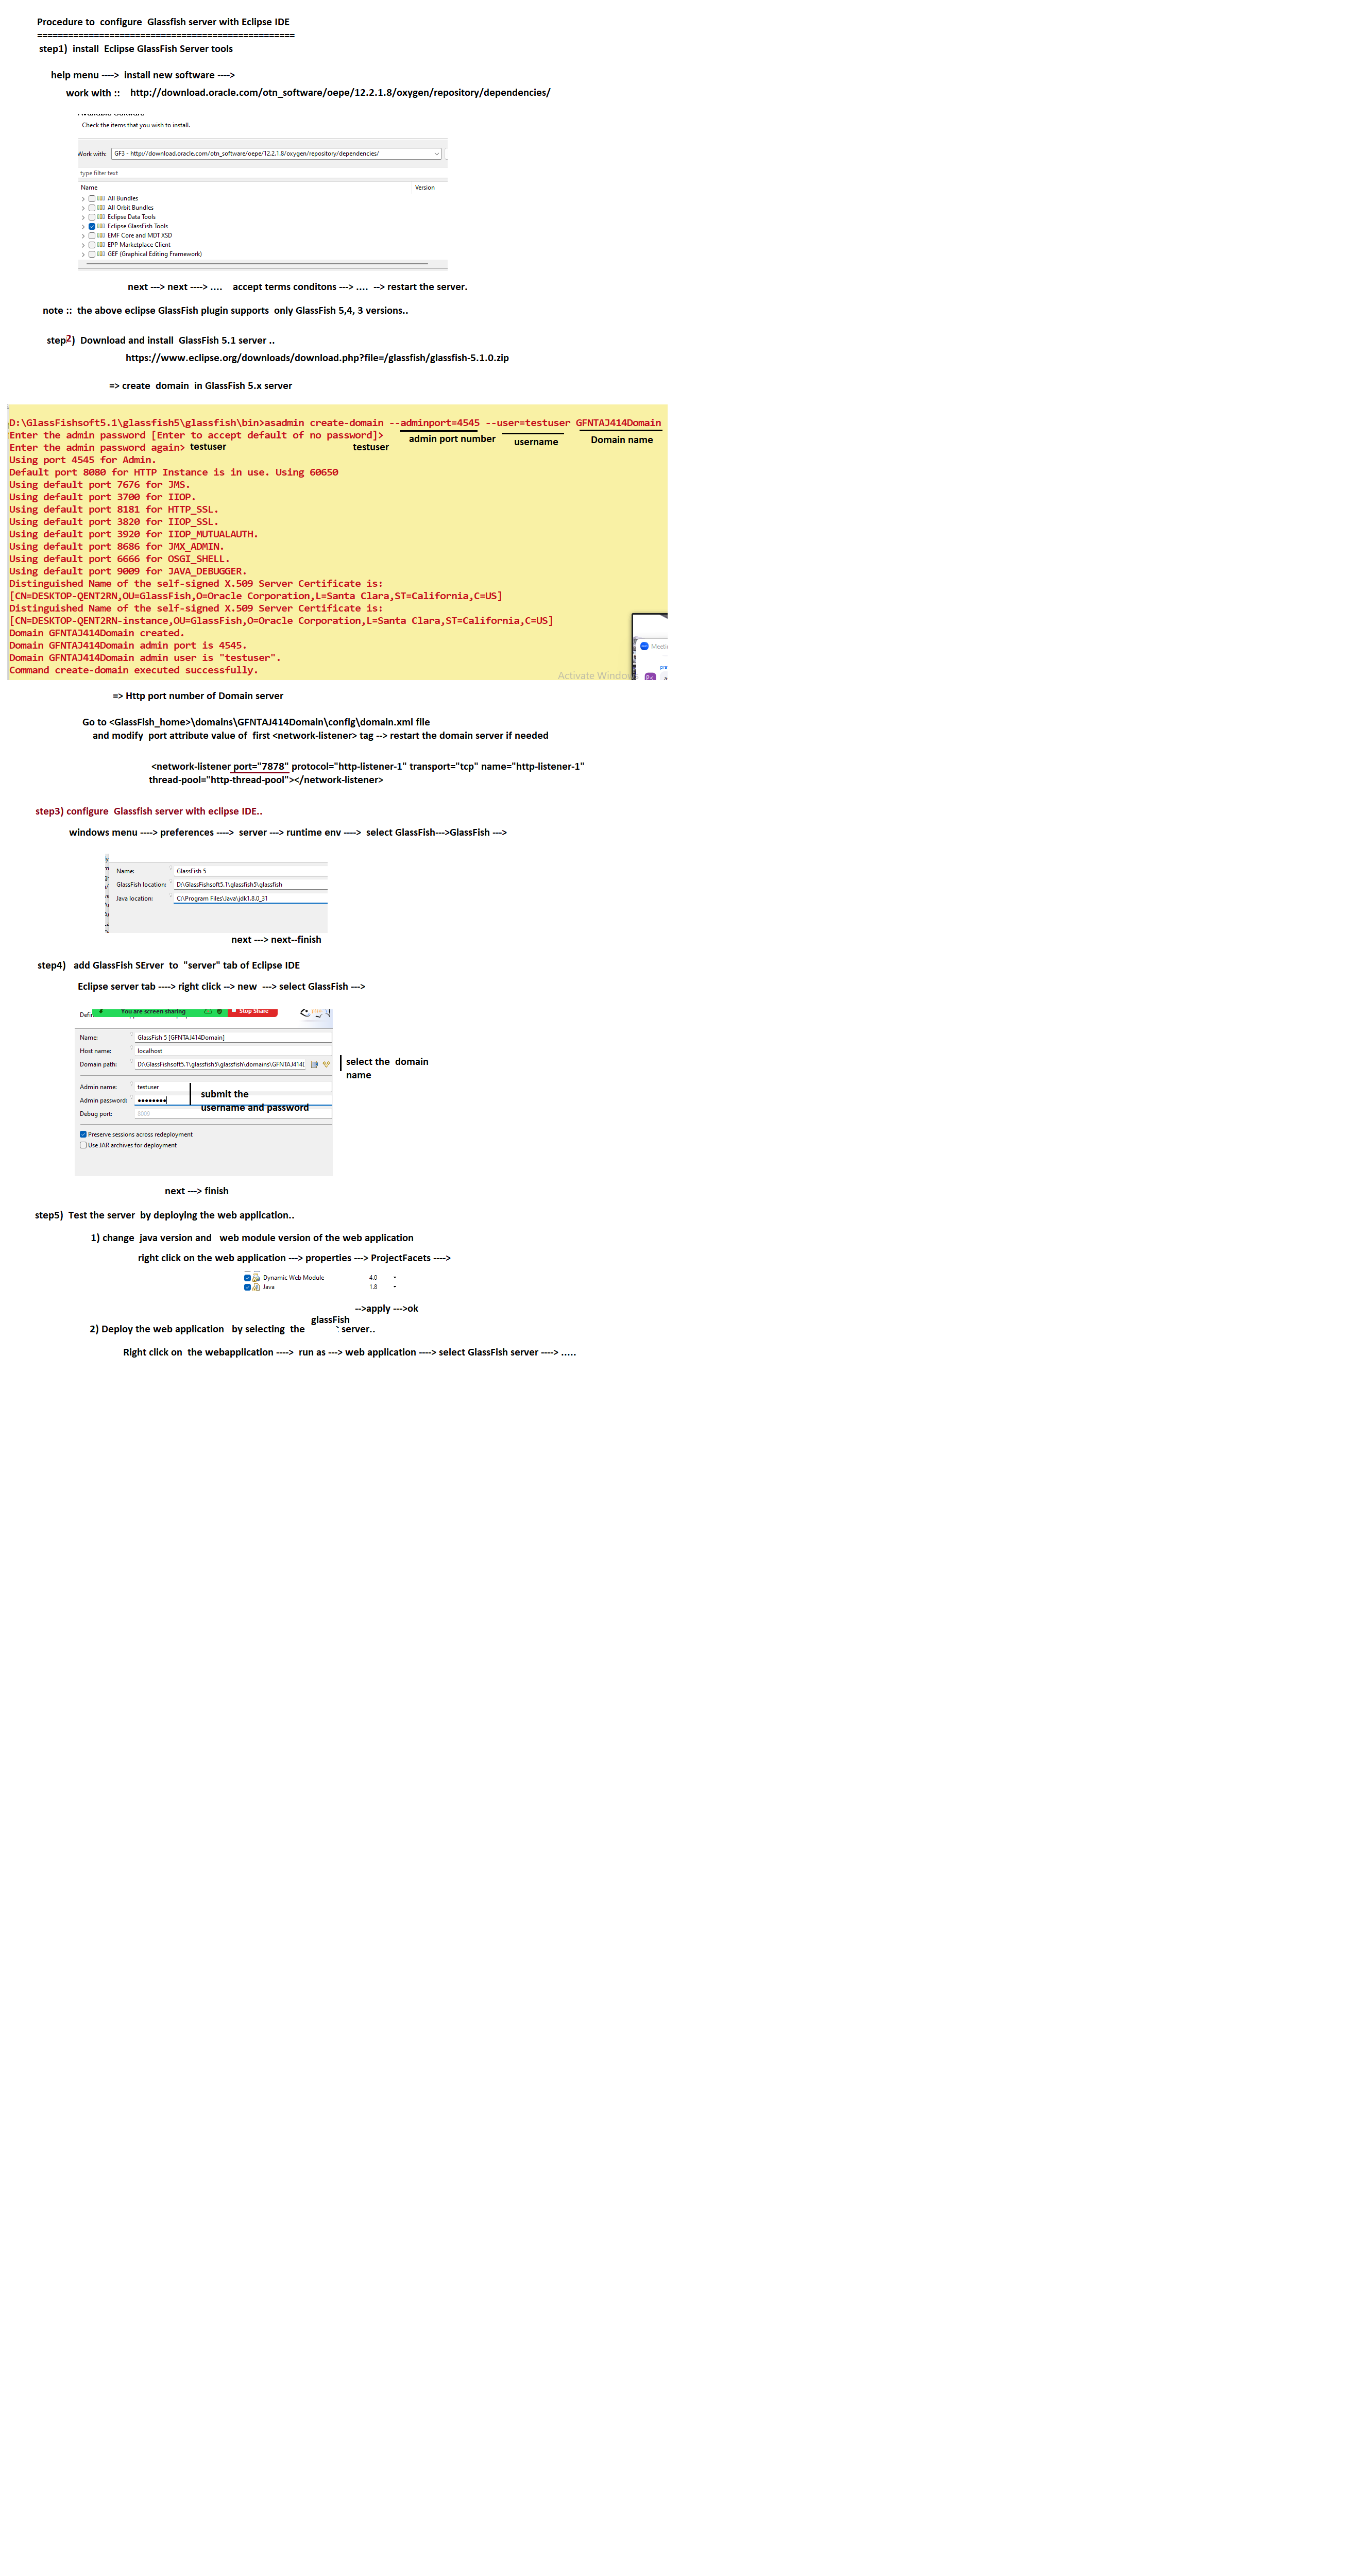 Procedure to  configure  Glassfish server with Eclipse IDE
==================================================
step1)  install  Eclipse GlassFish Server tools
help menu ---->  install new software ---->
work with ::    http://download.oracle.com/otn_software/oepe/12.2.1.8/oxygen/repository/dependencies/
Available Software
Check the items that you wish to install.
Work with: GF3 - http://download.oracle.com/otn_software/oepe/12.2.1.8/oxygen/repository/dependencies/
type filter text
Name Version
All Bundles
All Orbit Bundles
Eclipse Data Tools
Eclipse GlassFish Tools
EMF Core and MDT XSD
EPP Marketplace Client
GEF (Graphical Editing Framework)
next ---> next ----> ....    accept terms conditons ---> ....  --> restart the server.
note ::  the above eclipse GlassFish plugin supports  only GlassFish 5,4, 3 versions..
step2)  Download and install  GlassFish 5.1 server ..
https://www.eclipse.org/downloads/download.php?file=/glassfish/glassfish-5.1.0.zip
=> create  domain  in GlassFish 5.x server
D:\GlassFishsoft5.1\glassfish5\glassfish\bin>asadmin create-domain --adminport=4545 --user=testuser GFNTAJ414Domain
Enter the admin password [Enter to accept default of no password]> admin port number username Domain name
Enter the admin password again> testuser testuser
Using port 4545 for Admin.
Default port 8080 for HTTP Instance is in use. Using 60650
Using default port 7676 for JMS.
Using default port 3700 for IIOP.
Using default port 8181 for HTTP_SSL.
Using default port 3820 for IIOP_SSL.
Using default port 3920 for IIOP_MUTUALAUTH.
Using default port 8686 for JMX_ADMIN.
Using default port 6666 for OSGI_SHELL.
Using default port 9009 for JAVA_DEBUGGER.
Distinguished Name of the self-signed X.509 Server Certificate is:
[CN=DESKTOP-QENT2RN,OU=GlassFish,O=Oracle Corporation,L=Santa Clara,ST=California,C=US]
Distinguished Name of the self-signed X.509 Server Certificate is:
[CN=DESKTOP-QENT2RN-instance,OU=GlassFish,O=Oracle Corporation,L=Santa Clara,ST=California,C=US]
Domain GFNTAJ414Domain created.
Domain GFNTAJ414Domain admin port is 4545.
Domain GFNTAJ414Domain admin user is "testuser".
Command create-domain executed successfully.
Activate Window
=> Http port number of Domain server
Go to <GlassFish_home>\domains\GFNTAJ414Domain\config\domain.xml file
and modify  port attribute value of  first <network-listener> tag --> restart the domain server if needed
<network-listener port="7878" protocol="http-listener-1" transport="tcp" name="http-listener-1"
thread-pool="http-thread-pool"></network-listener>
step3) configure  Glassfish server with eclipse IDE..
windows menu ----> preferences ---->  server ---> runtime env ---->  select GlassFish--->GlassFish --->
Name: GlassFish 5
GlassFish location: D:\GlassFishsoft5.1\glassfish5\glassfish
Java location: C:\Program Files\Java\jdk1.8.0_31
next ---> next--finish
step4)   add GlassFish SErver  to  "server" tab of Eclipse IDE
Eclipse server tab ----> right click --> new  ---> select GlassFish --->
You are screen sharing Stop Share
Name: GlassFish 5 [GFNTAJ414Domain]
Host name: localhost
Domain path: D:\GlassFishsoft5.1\glassfish5\glassfish\domains\GFNTAJ414D
select the  domain
name
Admin name: testuser
Admin password: ●●●●●●●●
submit the
username and password
Debug port: 8009
Preserve sessions across redeployment
Use JAR archives for deployment
next ---> finish
step5)  Test the server  by deploying the web application..
1) change  java version and   web module version of the web application
right click on the web application ---> properties ---> ProjectFacets ---->
Dynamic Web Module 4.0
Java 1.8
-->apply --->ok
glassFish
2) Deploy the web application   by selecting  the ` server..
Right click on  the webapplication ---->  run as ---> web application ----> select GlassFish server ----> .....